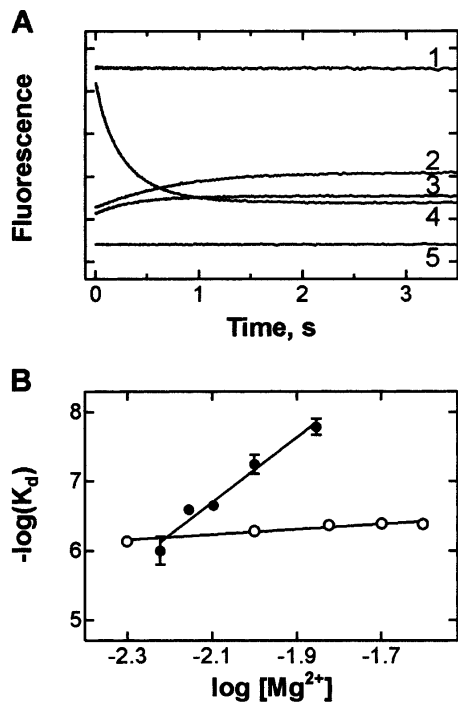 A
Fluorescence
1
2
3
4
5
0 1 2 3
Time, s
B
-log(K_d)
8
7
6
5
-2.3 -2.1 -1.9 -1.7
log [Mg²⁺]